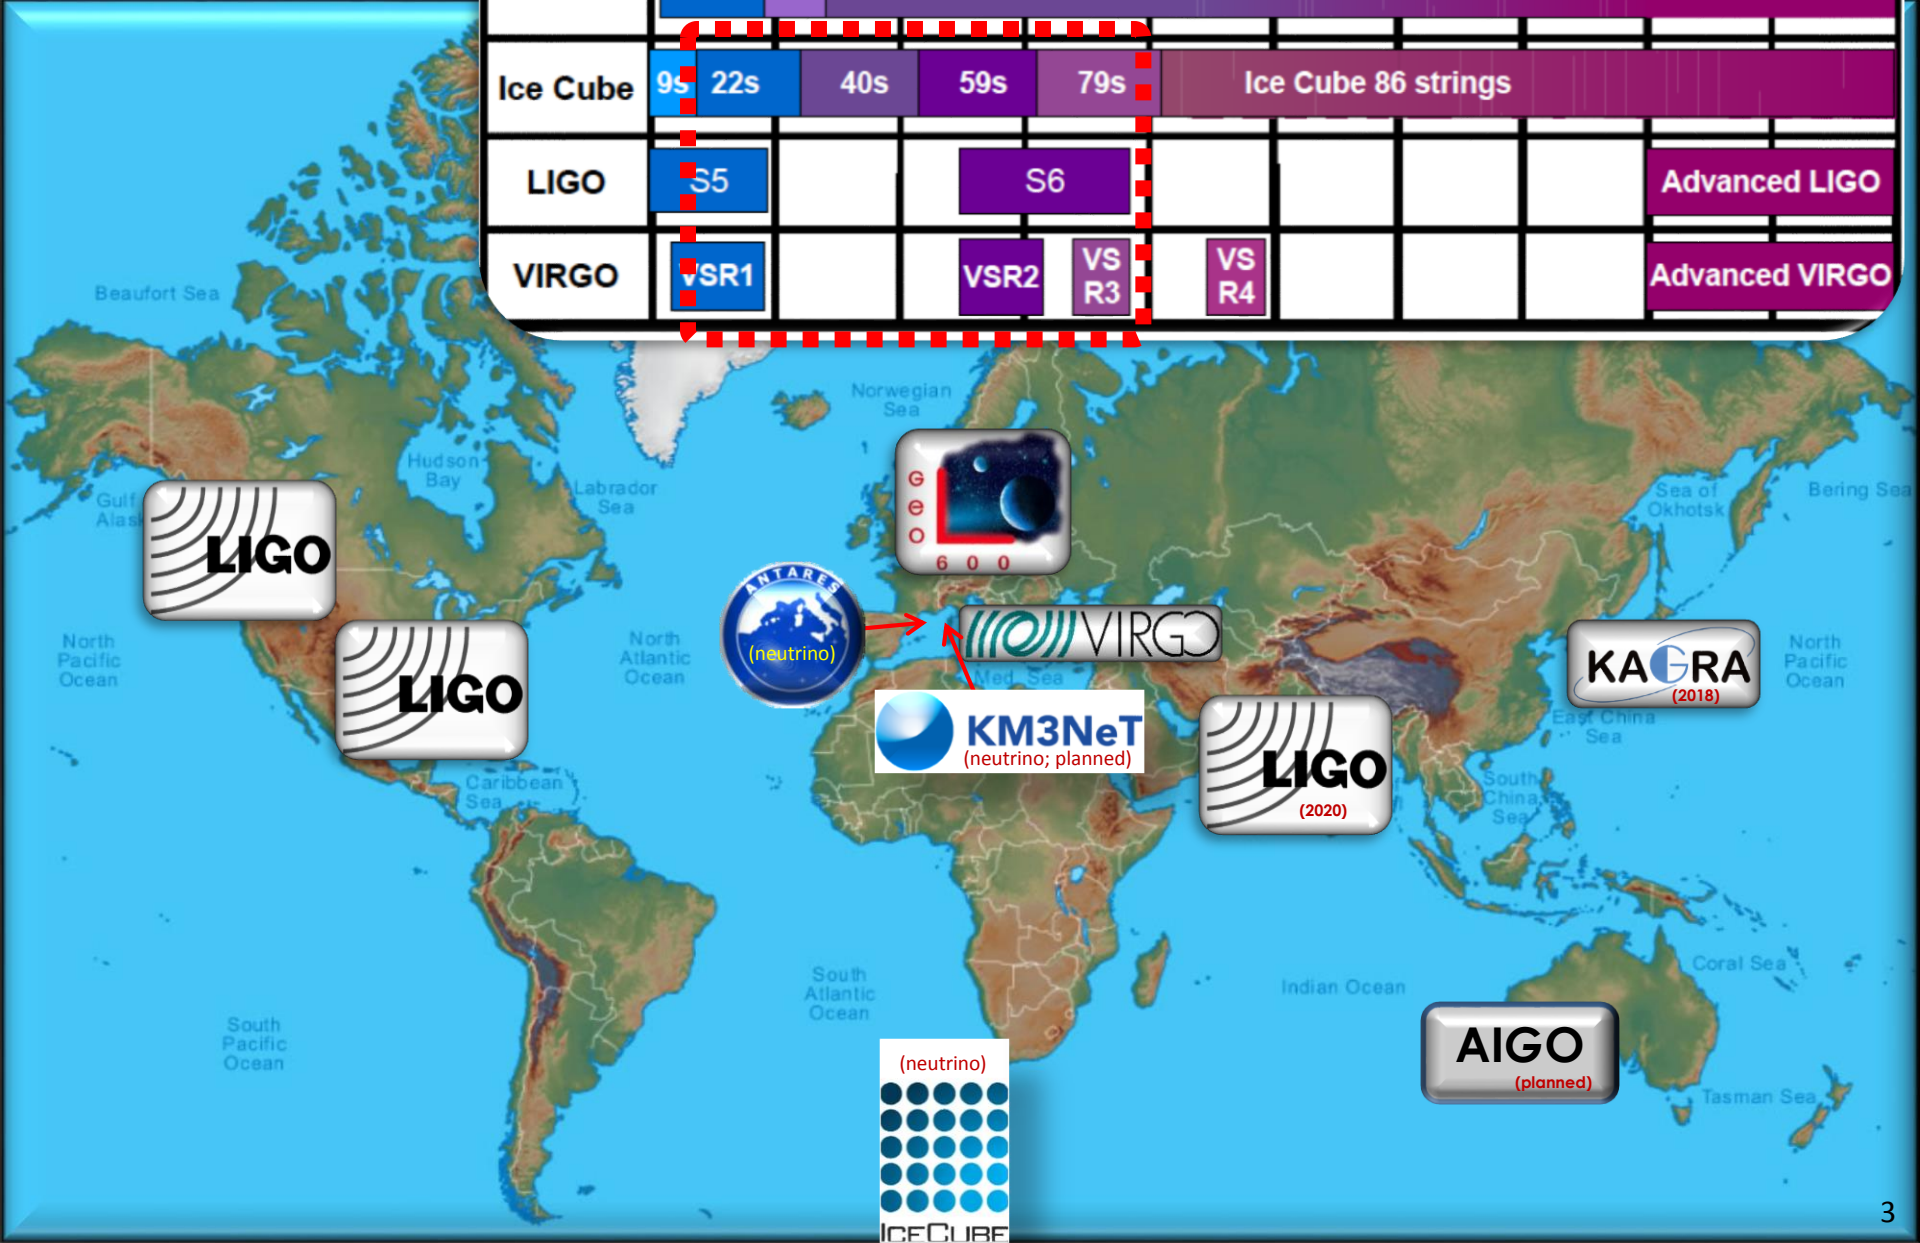 Ice Cube
9s
22s
40s
59s
79s
Ice Cube 86 strings
LIGO
S5
S6
Advanced LIGO
VIRGO
VSR1
VSR2
VS
R3
VS
R4
Advanced VIRGO
Beaufort Sea
Norwegian
Sea
Hudson
Bay
Labrador
Sea
Gulf
Alas
Sea of
Okhotsk
Bering Sea
LIGO
Geo
600
ANTARES
(neutrino)
VIRGO
Med Sea
North
Pacific
Ocean
LIGO
North
Atlantic
Ocean
KM3NeT
(neutrino; planned)
KAGRA
(2018)
North
Pacific
Ocean
East China
Sea
LIGO
(2020)
Caribbean
Sea
South
China
Sea
South
Atlantic
Ocean
Indian Ocean
Coral Sea
South
Pacific
Ocean
AIGO
(planned)
Tasman Sea
(neutrino)
ICECUBE
3